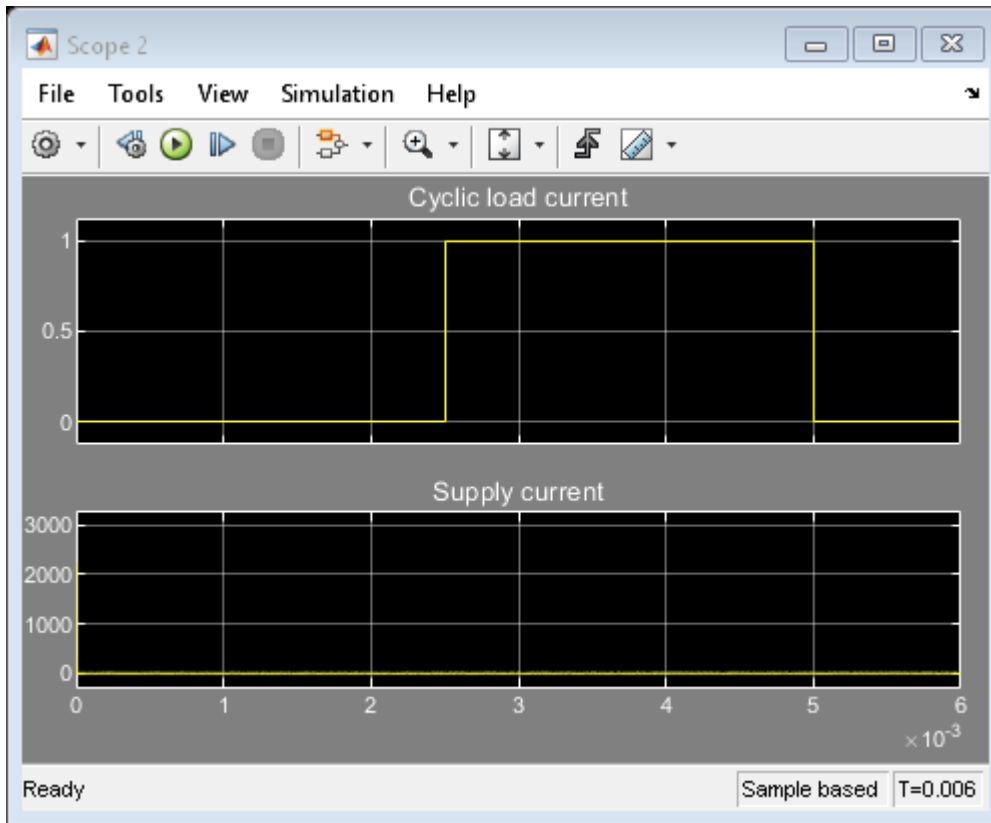 Scope 2
File Tools View Simulation Help
Cyclic load current
1
0.5
0
Supply current
3000
2000
1000
0
0 1 2 3 4 5 6
×10-3
Ready Sample based T=0.006